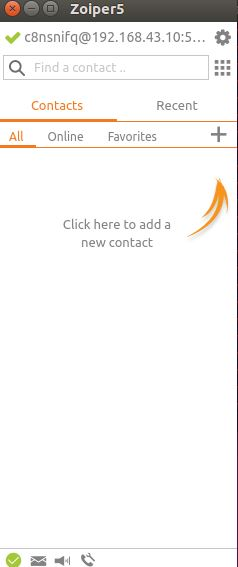 Zoiper5
c8nsnifq@192.168.43.10:5...
Find a contact ..
Contacts Recent
All Online Favorites
Click here to add a
new contact